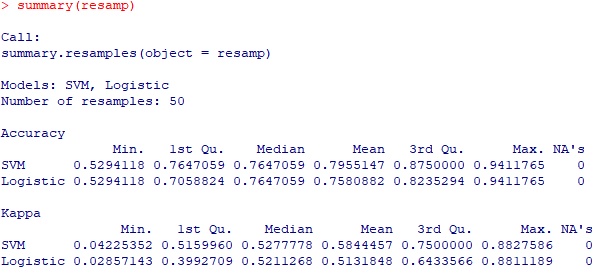 > summary(resamp)
Call:
summary.resamples(object = resamp)
Models: SVM, Logistic
Number of resamples: 50
Accuracy
Min. 1st Qu. Median Mean 3rd Qu. Max. NA's
SVM 0.5294118 0.7647059 0.7647059 0.7955147 0.8750000 0.9411765 0
Logistic 0.5294118 0.7058824 0.7647059 0.7580882 0.8235294 0.9411765 0
Kappa
Min. 1st Qu. Median Mean 3rd Qu. Max. NA's
SVM 0.04225352 0.5159960 0.5277778 0.5844457 0.7500000 0.8827586 0
Logistic 0.02857143 0.3992709 0.5211268 0.5131848 0.6433566 0.8811189 0